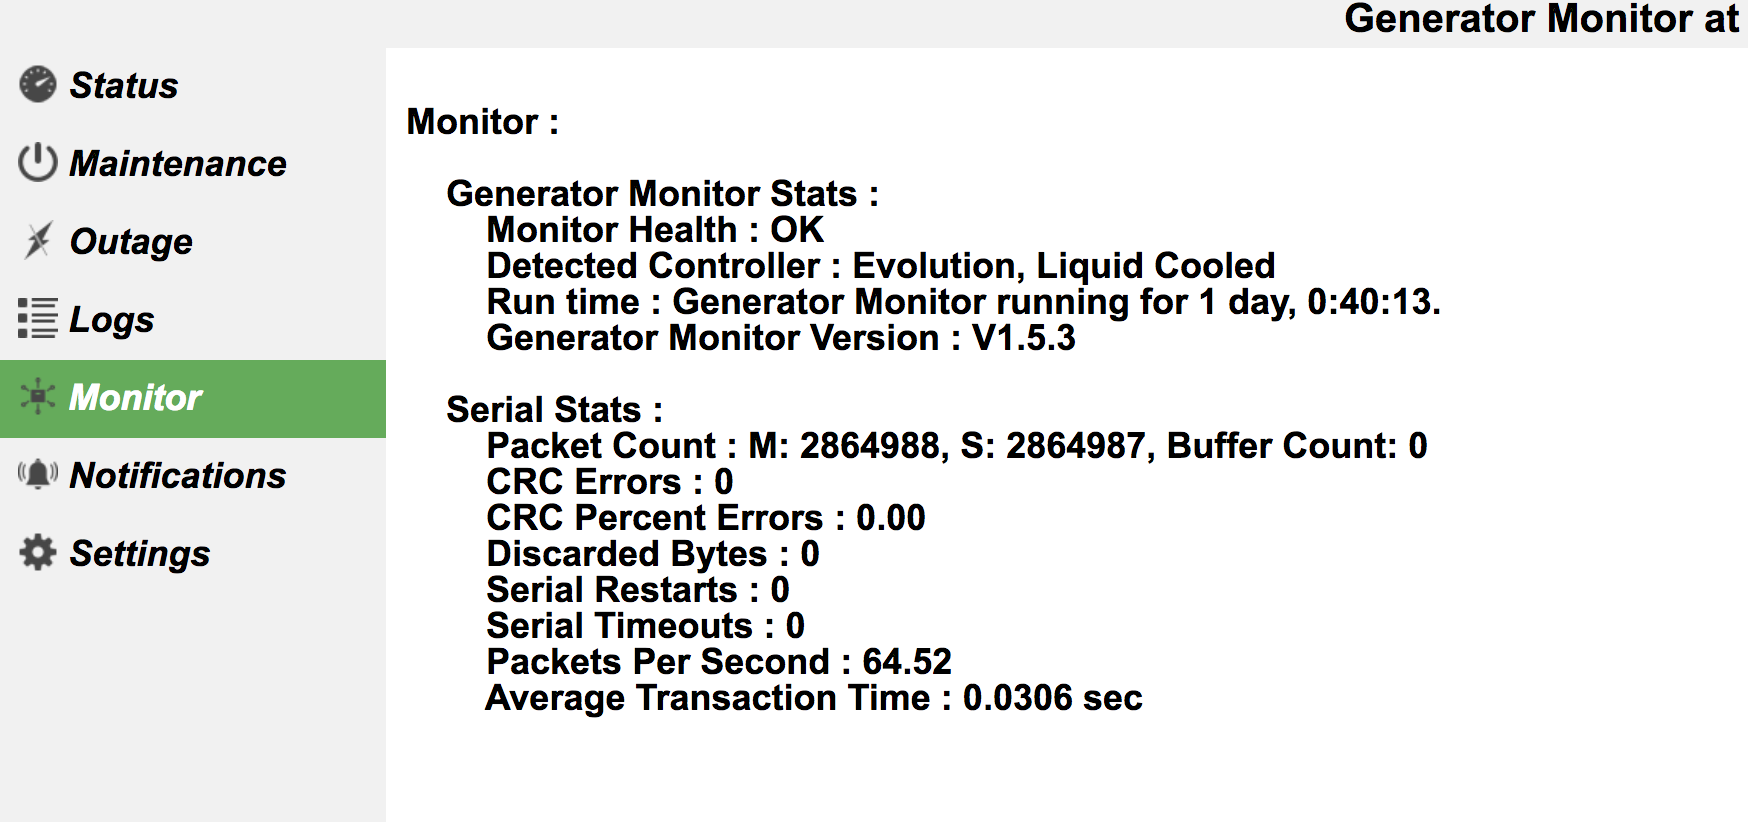 Generator Monitor at
Status
Maintenance
Outage
Logs
Monitor
Notifications
Settings
Monitor :
Generator Monitor Stats :
Monitor Health : OK
Detected Controller : Evolution, Liquid Cooled
Run time : Generator Monitor running for 1 day, 0:40:13.
Generator Monitor Version : V1.5.3
Serial Stats :
Packet Count : M: 2864988, S: 2864987, Buffer Count: 0
CRC Errors : 0
CRC Percent Errors : 0.00
Discarded Bytes : 0
Serial Restarts : 0
Serial Timeouts : 0
Packets Per Second : 64.52
Average Transaction Time : 0.0306 sec